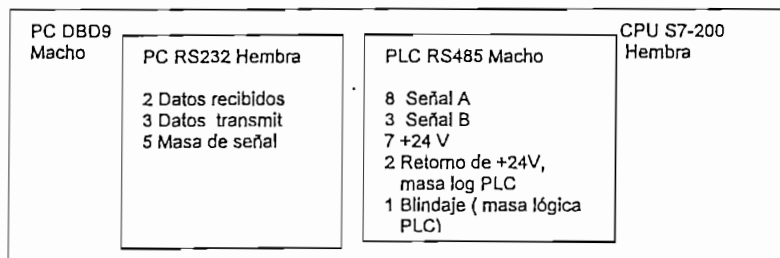 PC DBD9
Macho
PC RS232 Hembra
2 Datos recibidos
3 Datos transmit
5 Masa de señal
PLC RS485 Macho
8 Señal A
3 Señal B
7 +24 V
2 Retorno de +24V,
masa log PLC
1 Blindaje ( masa lógica
PLC)
CPU S7-200
Hembra